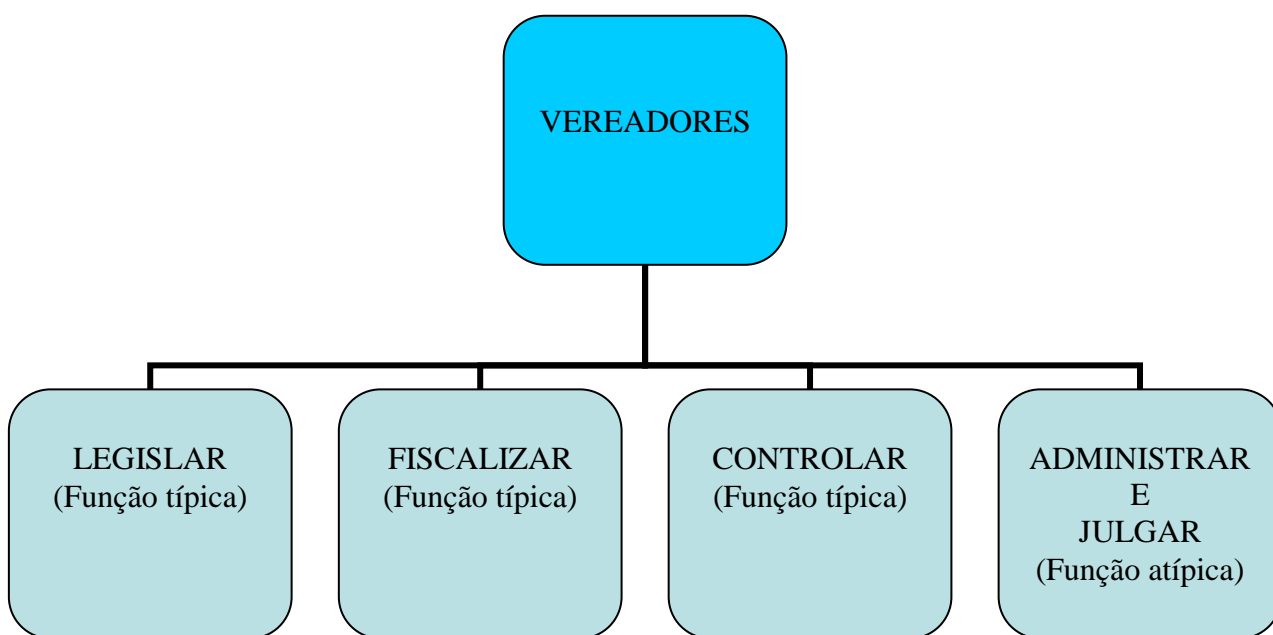 VEREADORES
LEGISLAR
(Função típica)
FISCALIZAR
(Função típica)
CONTROLAR
(Função típica)
ADMINISTRAR
E
JULGAR
(Função atípica)